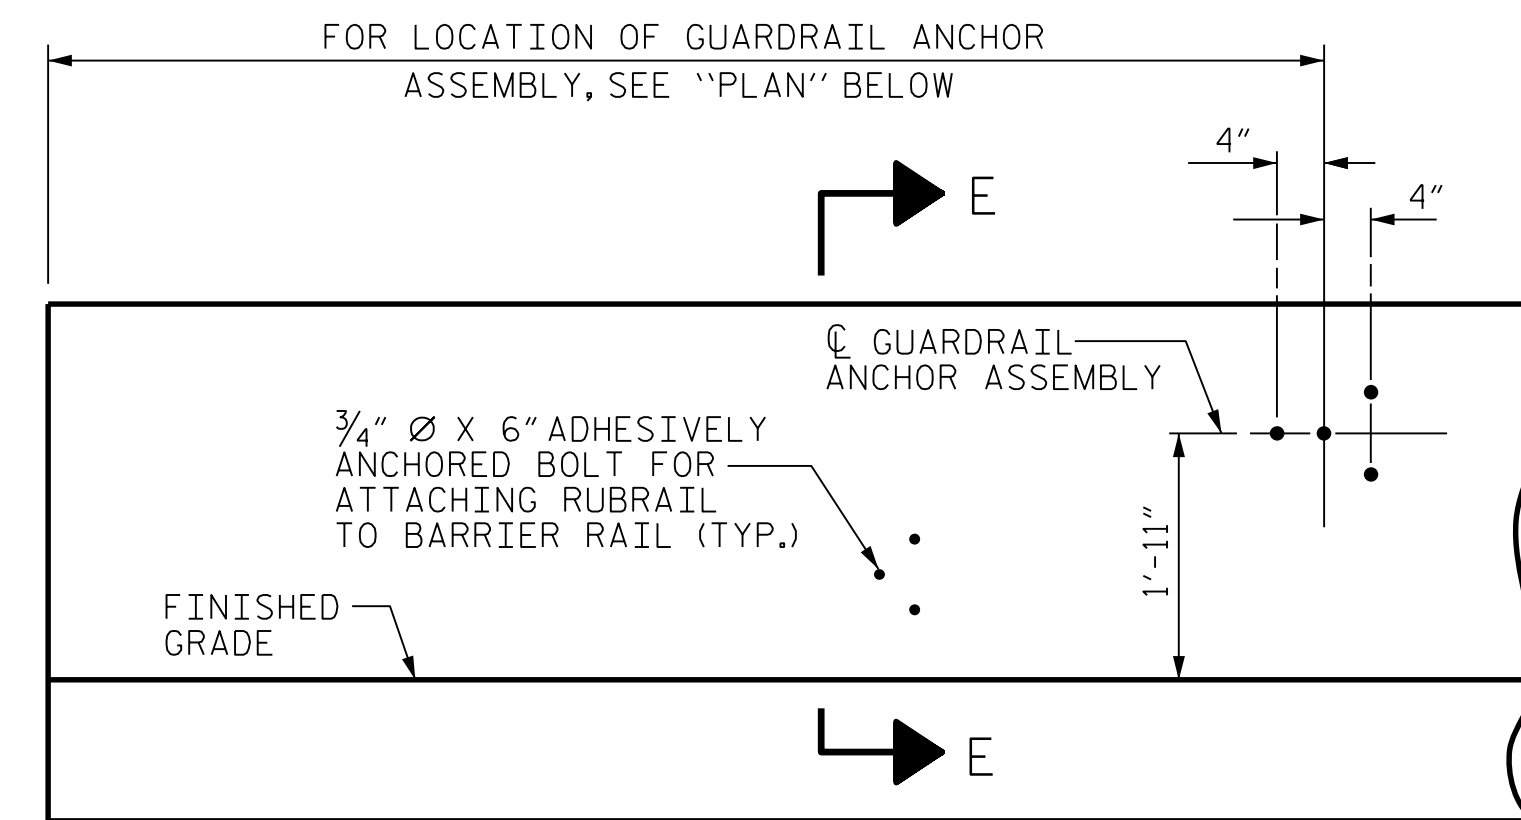 FOR LOCATION OF GUARDRAIL ANCHOR
ASSEMBLY, SEE ‵‵PLAN″ BELOW
4″
E
4″
℄ GUARDRAIL
ANCHOR ASSEMBLY
¾″ Ø X 6″ ADHESIVELY
ANCHORED BOLT FOR
ATTACHING RUBRAIL
TO BARRIER RAIL (TYP.)
1′-11″
FINISHED
GRADE
E